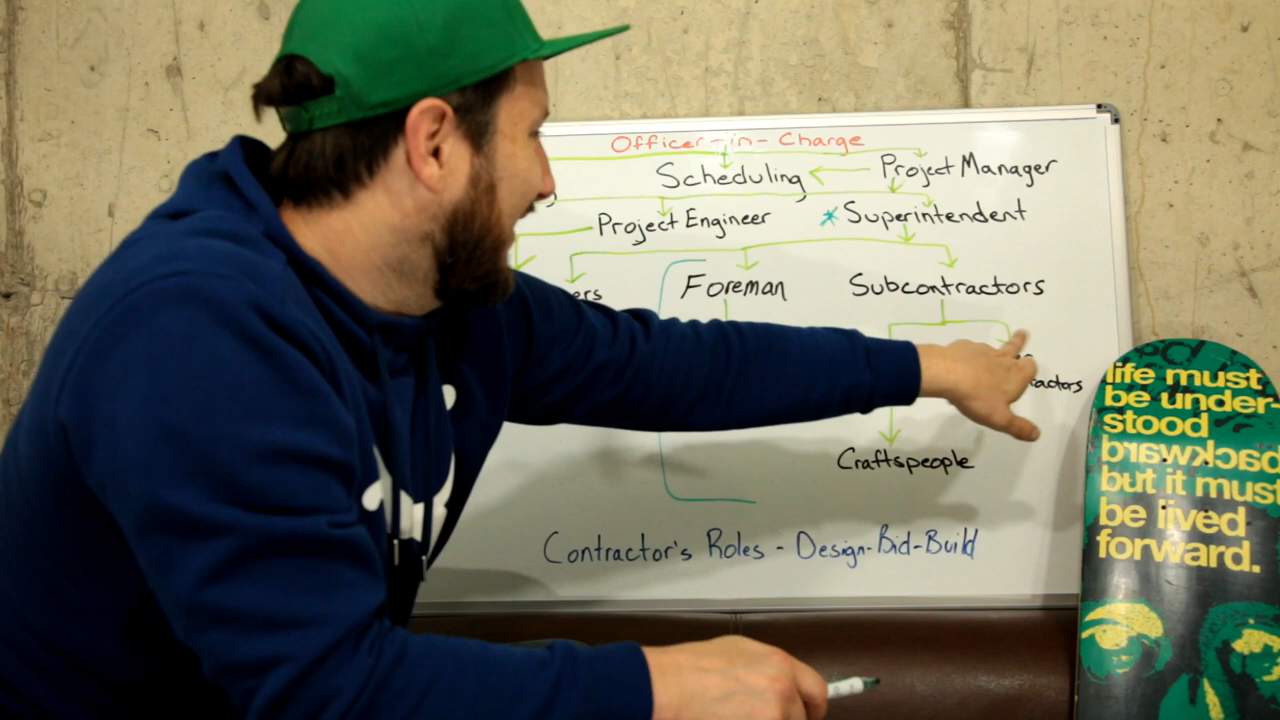 Officer-in-Charge
Scheduling
Project Manager
Project Engineer
* Superintendent
Foreman
Subcontractors
Craftspeople
Contractor's Roles - Design-Bid-Build
life must
be under-
stood
backward
but it must
be lived
forward.